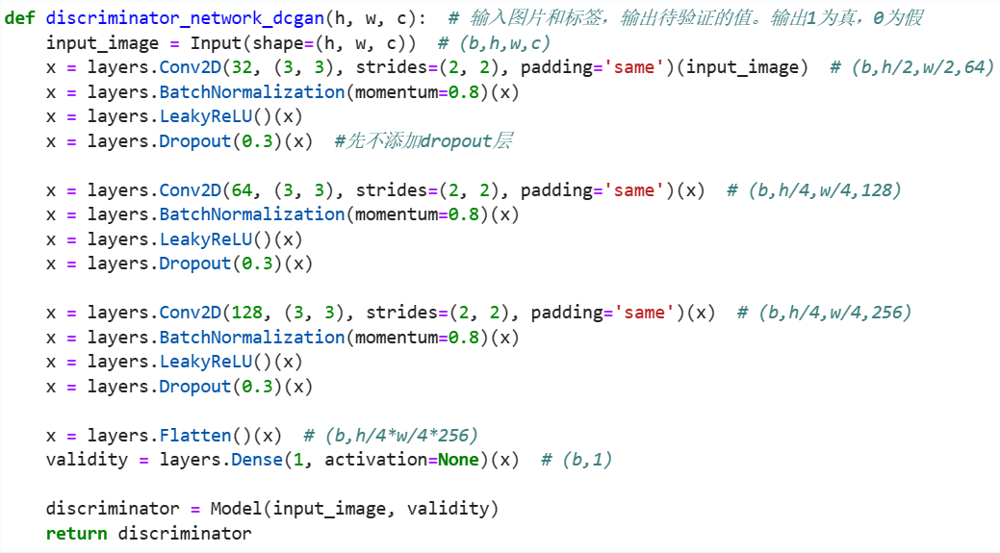 def discriminator_network_dcgan(h, w, c):  # 输入图片和标签，输出待验证的值。输出1为真，0为假
    input_image = Input(shape=(h, w, c))  # (b,h,w,c)
    x = layers.Conv2D(32, (3, 3), strides=(2, 2), padding='same')(input_image)  # (b,h/2,w/2,64)
    x = layers.BatchNormalization(momentum=0.8)(x)
    x = layers.LeakyReLU()(x)
    x = layers.Dropout(0.3)(x)  #先不添加dropout层

    x = layers.Conv2D(64, (3, 3), strides=(2, 2), padding='same')(x)  # (b,h/4,w/4,128)
    x = layers.BatchNormalization(momentum=0.8)(x)
    x = layers.LeakyReLU()(x)
    x = layers.Dropout(0.3)(x)

    x = layers.Conv2D(128, (3, 3), strides=(2, 2), padding='same')(x)  # (b,h/4,w/4,256)
    x = layers.BatchNormalization(momentum=0.8)(x)
    x = layers.LeakyReLU()(x)
    x = layers.Dropout(0.3)(x)

    x = layers.Flatten()(x)  # (b,h/4*w/4*256)
    validity = layers.Dense(1, activation=None)(x)  # (b,1)

    discriminator = Model(input_image, validity)
    return discriminator